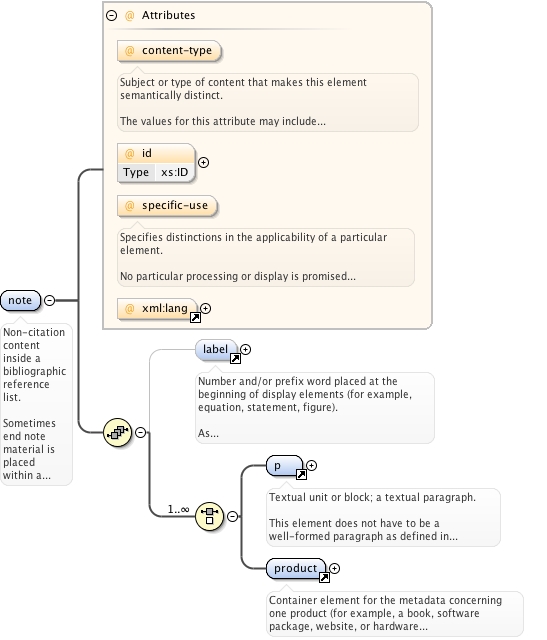 @ Attributes
@ content-type
Subject or type of content that makes this element
semantically distinct.
The values for this attribute may include...
@ id
Type xs:ID
@ specific-use
Specifies distinctions in the applicability of a particular
element.
No particular processing or display is promised...
@ xml:lang
note
Non-citation
content
inside a
bibliographic
reference
list.
Sometimes
end note
material is
placed
within a...
label
Number and/or prefix word placed at the
beginning of display elements (for example,
equation, statement, figure).
As...
1..∞
p
Textual unit or block; a textual paragraph.
This element does not have to be a
well-formed paragraph as defined in...
product
Container element for the metadata concerning
one product (for example, a book, software
package, website, or hardware...